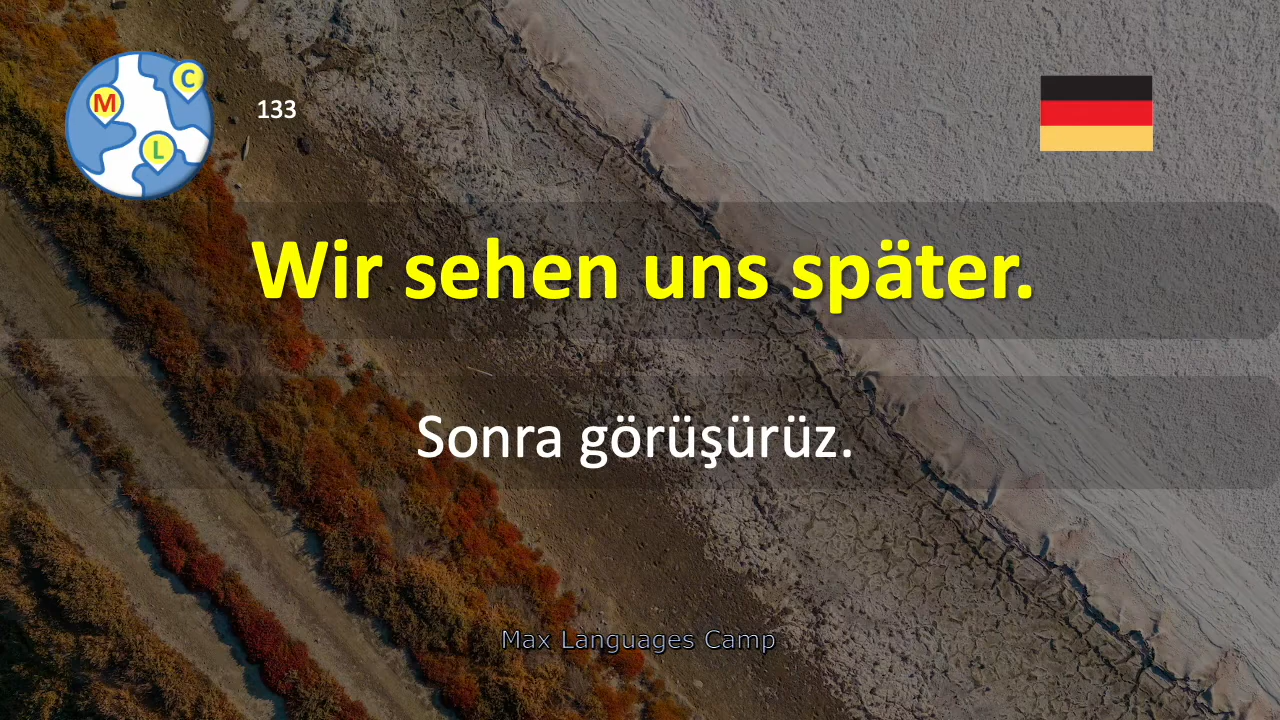 M
C
L
133
Wir sehen uns später.
Sonra görüşürüz.
Max Languages Camp